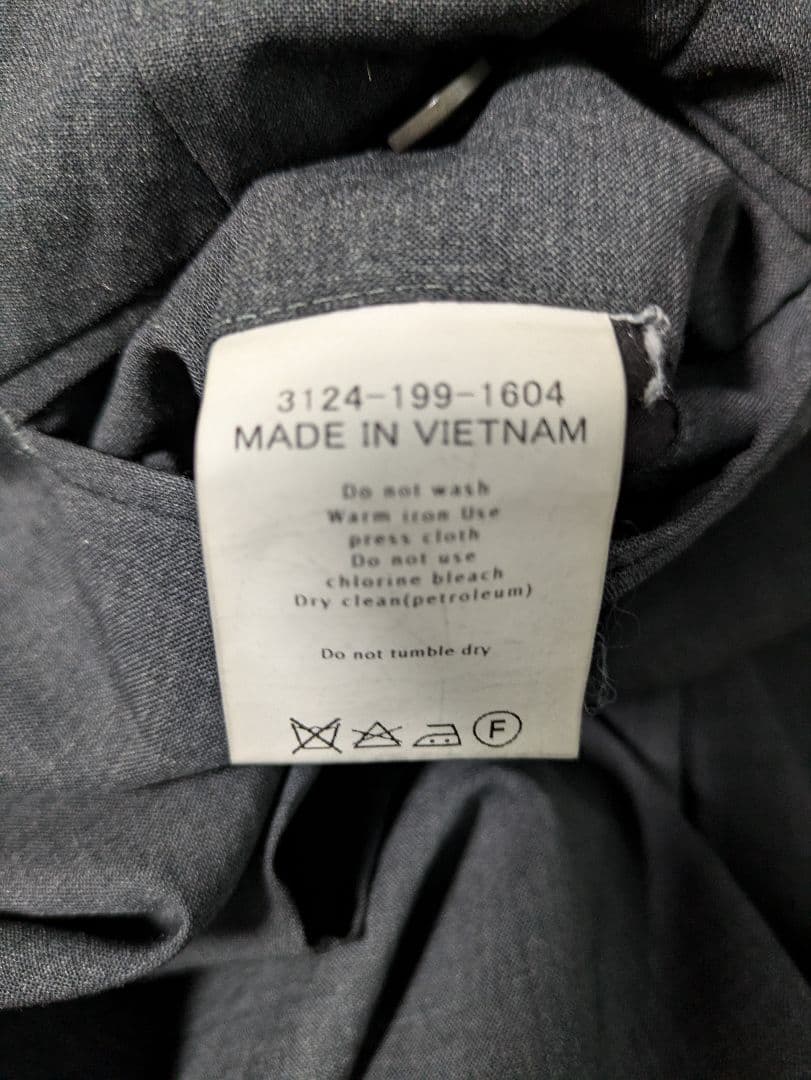 3124-199-1604
MADE IN VIETNAM
Do not wash
Warm iron Use
press cloth
Do not use
chlorine bleach
Dry clean(petroleum)
Do not tumble dry
F